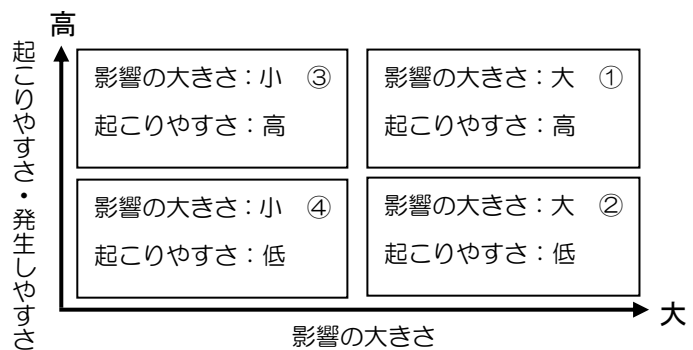 高
起こりやすさ・発生しやすさ
影響の大きさ：小 ③
起こりやすさ：高
影響の大きさ：大 ①
起こりやすさ：高
影響の大きさ：小 ④
起こりやすさ：低
影響の大きさ：大 ②
起こりやすさ：低
大
影響の大きさ